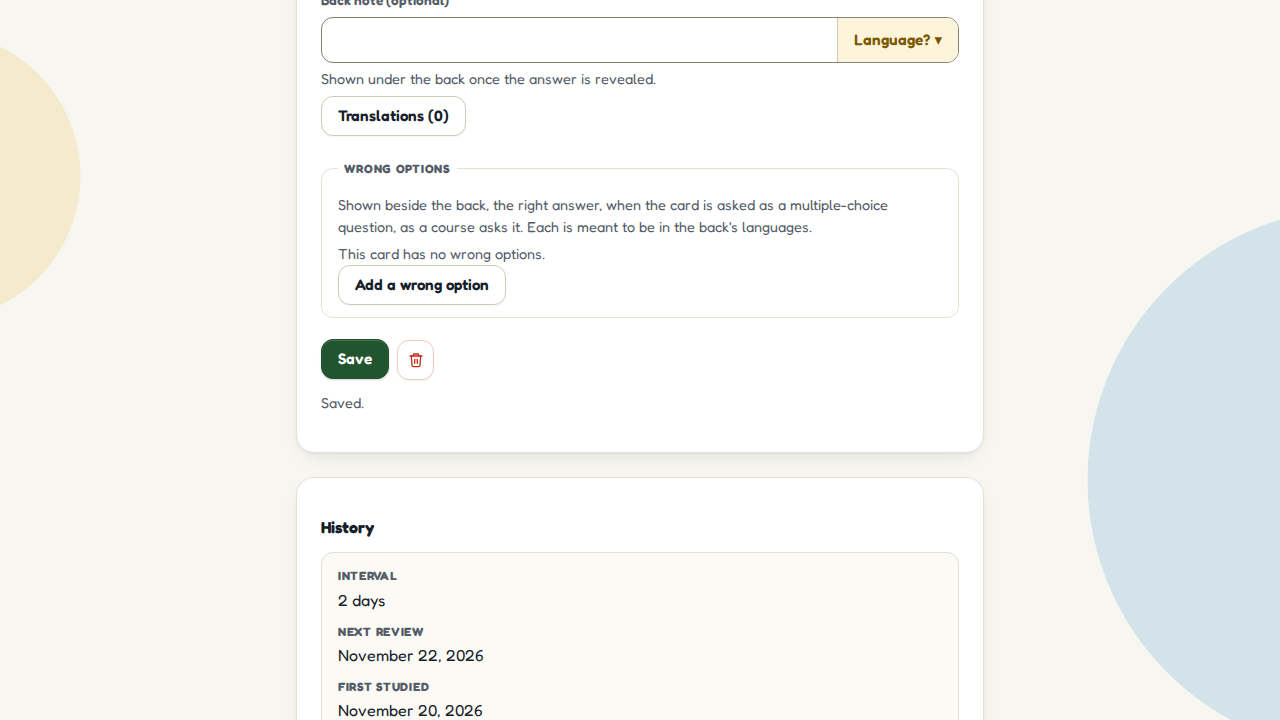 Back note (optional)
Language? ▾
Shown under the back once the answer is revealed.
Translations (0)
WRONG OPTIONS
Shown beside the back, the right answer, when the card is asked as a multiple-choice
question, as a course asks it. Each is meant to be in the back's languages.
This card has no wrong options.
Add a wrong option
Save
Saved.
History
INTERVAL
2 days
NEXT REVIEW
November 22, 2026
FIRST STUDIED
November 20, 2026